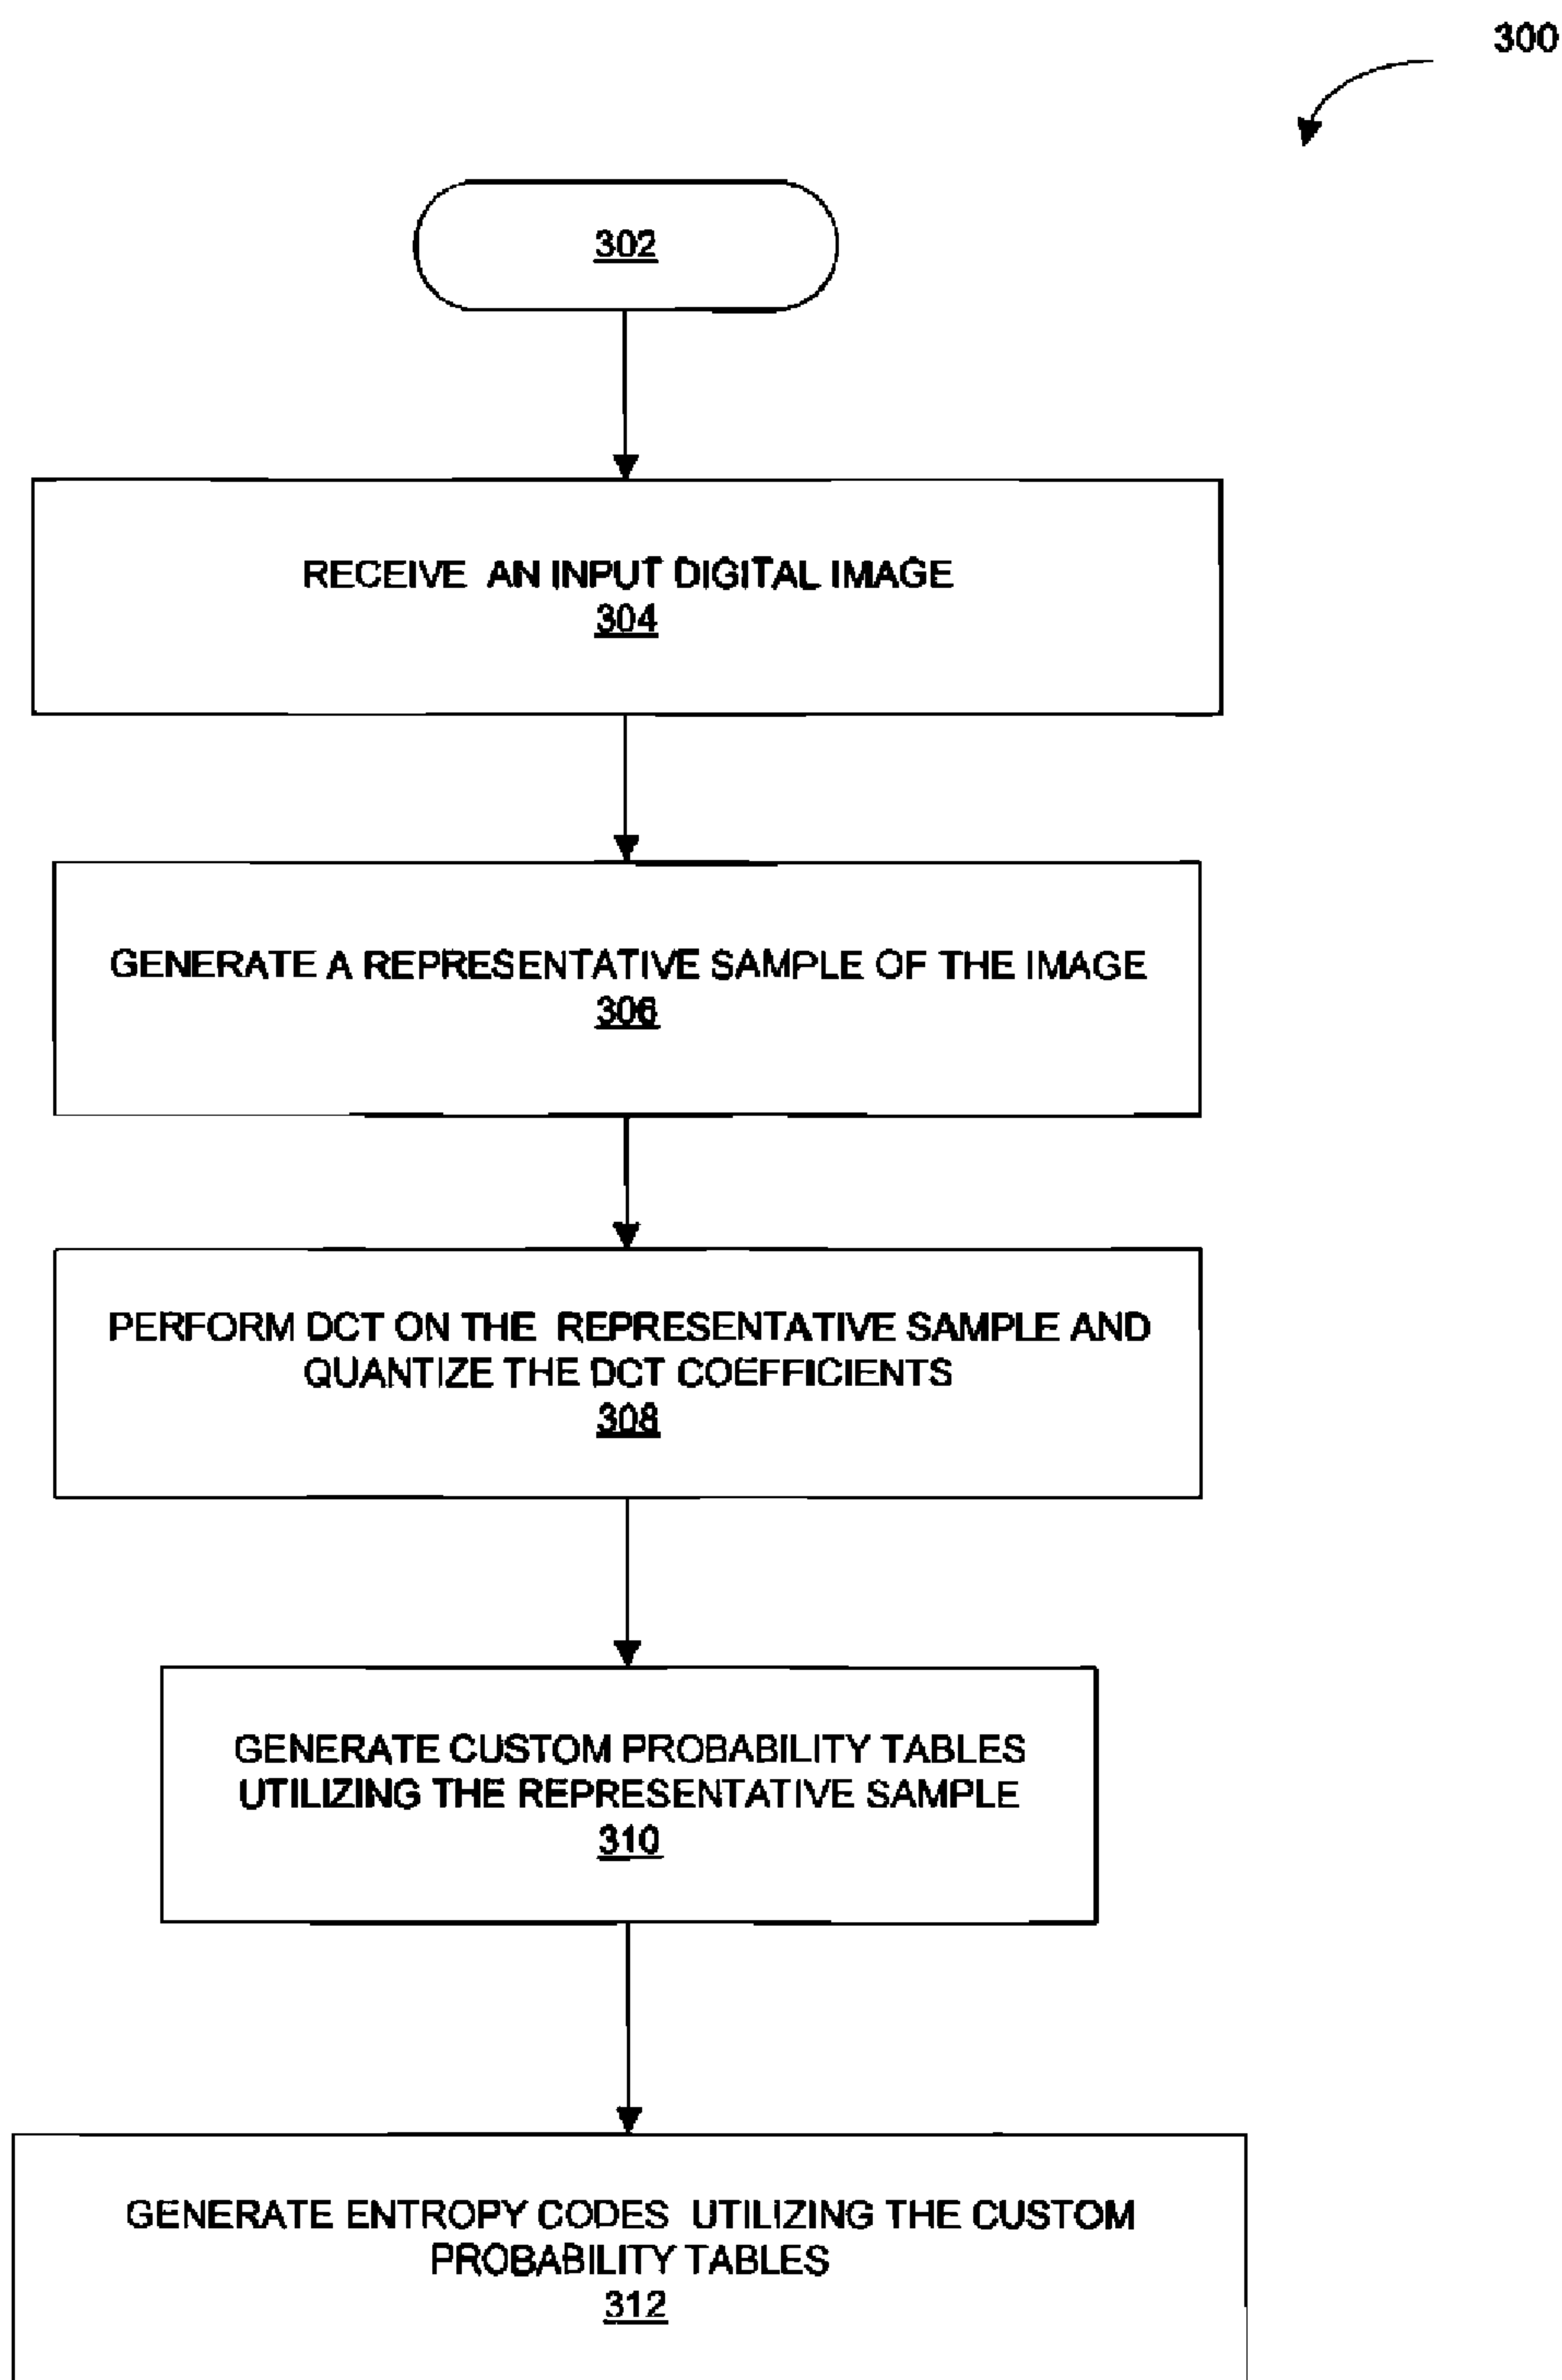 300
302
RECEIVE AN INPUT DIGITAL IMAGE
304
GENERATE A REPRESENTATIVE SAMPLE OF THE IMAGE
306
PERFORM DCT ON THE REPRESENTATIVE SAMPLE AND
QUANTIZE THE DCT COEFFICIENTS
308
GENERATE CUSTOM PROBABILITY TABLES
UTILIZING THE REPRESENTATIVE SAMPLE
310
GENERATE ENTROPY CODES UTILIZING THE CUSTOM
PROBABILITY TABLES
312